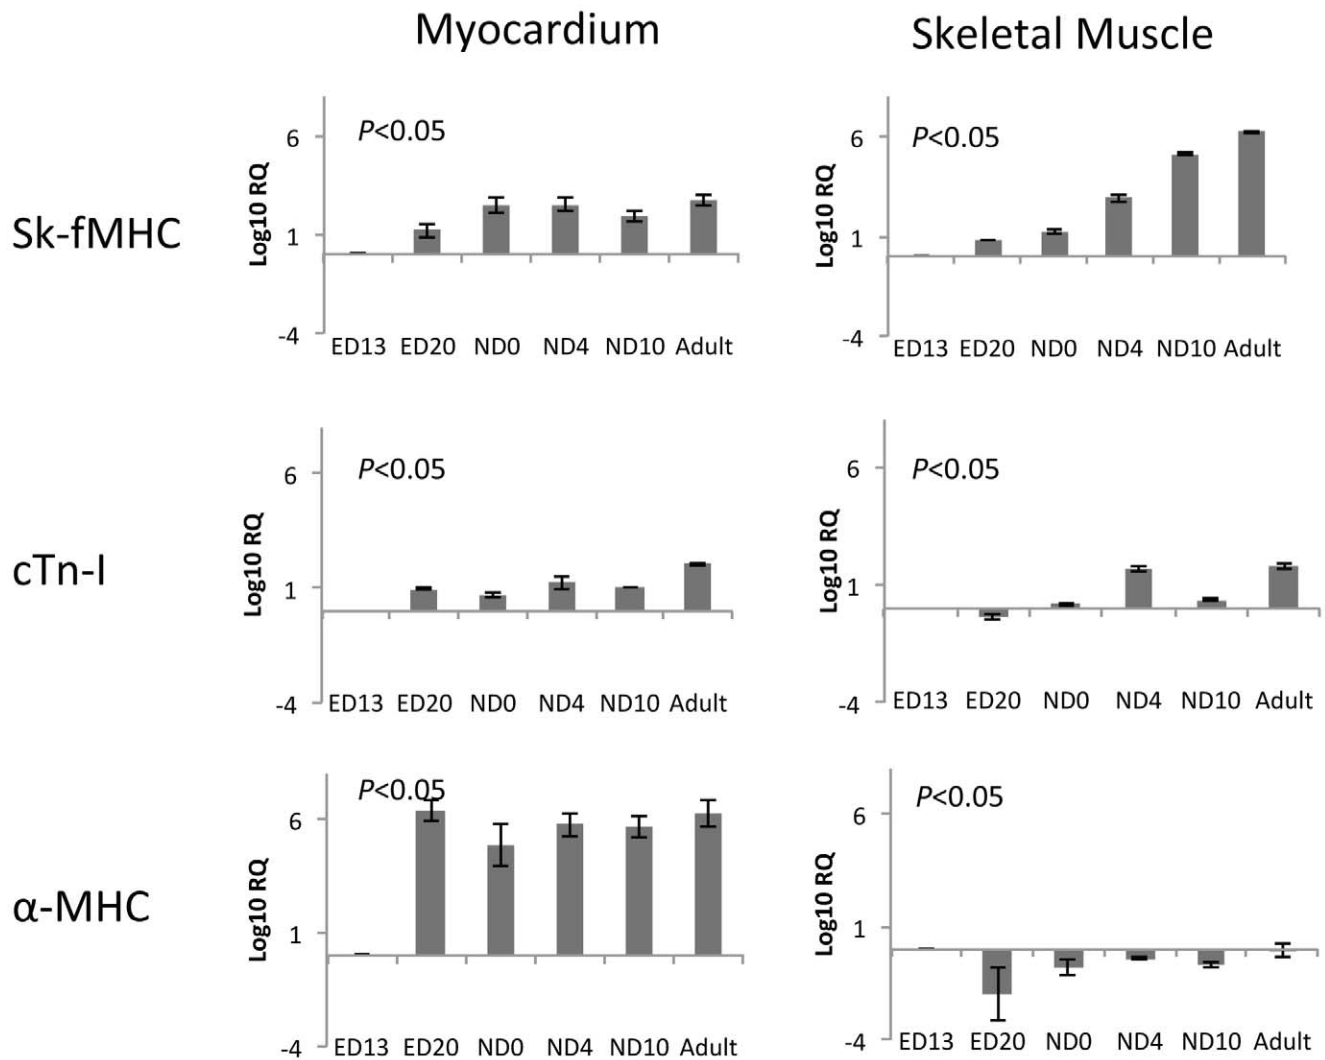 Myocardium Skeletal Muscle
Sk-fMHC
P<0.05
Log10 RQ
6
1
-4
ED13 ED20 ND0 ND4 ND10 Adult
P<0.05
Log10 RQ
6
1
-4
ED13 ED20 ND0 ND4 ND10 Adult
cTn-I
P<0.05
Log10 RQ
6
1
-4
ED13 ED20 ND0 ND4 ND10 Adult
P<0.05
Log10 RQ
6
1
-4
ED13 ED20 ND0 ND4 ND10 Adult
α-MHC
P<0.05
Log10 RQ
6
1
-4
ED13 ED20 ND0 ND4 ND10 Adult
P<0.05
Log10 RQ
6
1
-4
ED13 ED20 ND0 ND4 ND10 Adult